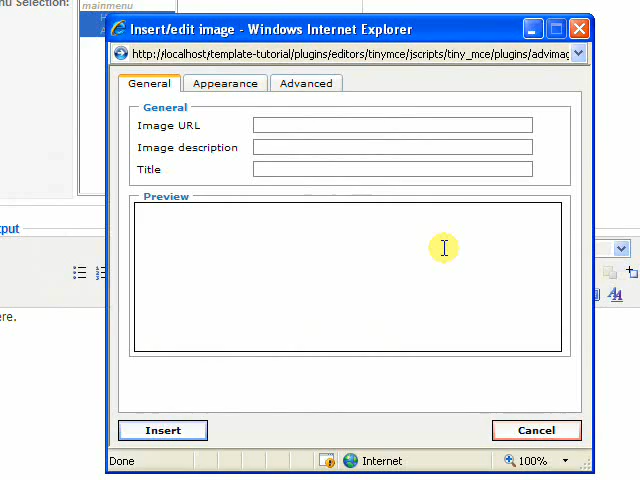 nu Selection:
mainmenu
Insert/edit image - Windows Internet Explorer
http://localhost/template-tutorial/plugins/editors/tinymce/jscripts/tiny_mce/plugins/advimag
General Appearance Advanced
General
Image URL
Image description
Title
Preview
tput
ere.
Insert Cancel
Done Internet 100%